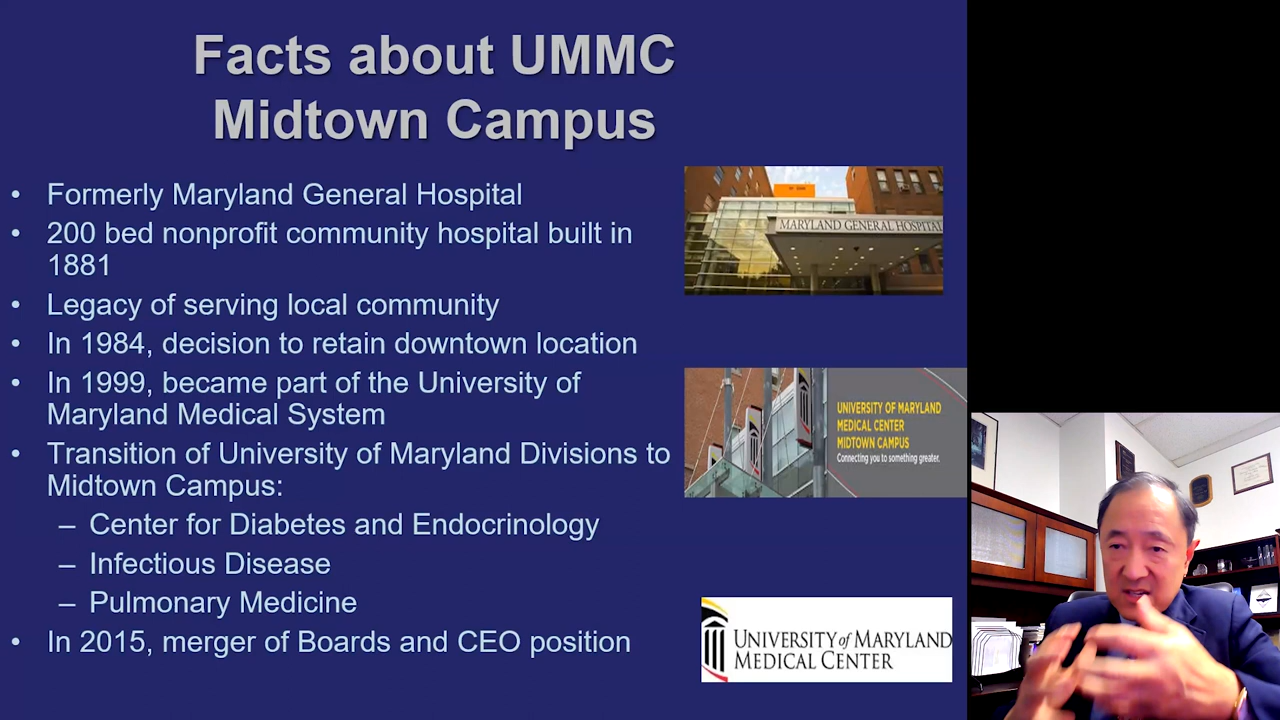 Facts about UMMC
Midtown Campus
• Formerly Maryland General Hospital
• 200 bed nonprofit community hospital built in
1881
• Legacy of serving local community
• In 1984, decision to retain downtown location
• In 1999, became part of the University of
Maryland Medical System
• Transition of University of Maryland Divisions to
Midtown Campus:
– Center for Diabetes and Endocrinology
– Infectious Disease
– Pulmonary Medicine
• In 2015, merger of Boards and CEO position
MARYLAND GENERAL HOSPITAL
UNIVERSITY OF MARYLAND
MEDICAL CENTER
MIDTOWN CAMPUS
Connecting you to something greater.
UNIVERSITY of MARYLAND
MEDICAL CENTER